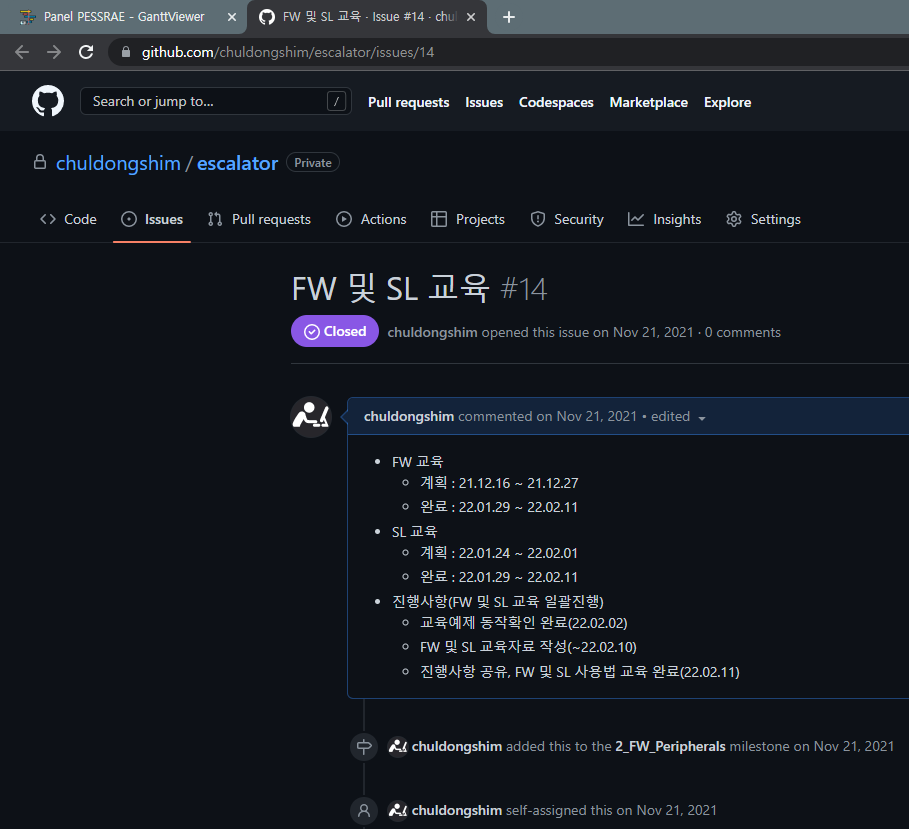 Panel PESSRAE - GanttViewer
FW 및 SL 교육 · Issue #14 · chul
github.com/chuldongshim/escalator/issues/14
Search or jump to... /
Pull requests Issues Codespaces Marketplace Explore
chuldongshim / escalator Private
Code Issues Pull requests Actions Projects Security Insights Settings
FW 및 SL 교육 #14
Closed chuldongshim opened this issue on Nov 21, 2021 · 0 comments
chuldongshim commented on Nov 21, 2021 • edited
FW 교육
계획 : 21.12.16 ~ 21.12.27
완료 : 22.01.29 ~ 22.02.11
SL 교육
계획 : 22.01.24 ~ 22.02.01
완료 : 22.01.29 ~ 22.02.11
진행사항(FW 및 SL 교육 일괄진행)
교육예제 동작확인 완료(22.02.02)
FW 및 SL 교육자료 작성(~22.02.10)
진행사항 공유, FW 및 SL 사용법 교육 완료(22.02.11)
chuldongshim added this to the 2_FW_Peripherals milestone on Nov 21, 2021
chuldongshim self-assigned this on Nov 21, 2021